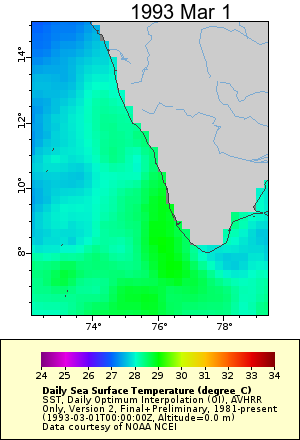 1993 Mar 1
14°
12°
10°
8°
74° 76° 78°
24 25 26 27 28 29 30 31 32 33 34
Daily Sea Surface Temperature (degree_C)
SST, Daily Optimum Interpolation (OI), AVHRR
Only, Version 2, Final+Preliminary, 1981-present
(1993-03-01T00:00:00Z, Altitude=0.0 m)
Data courtesy of NOAA NCEI